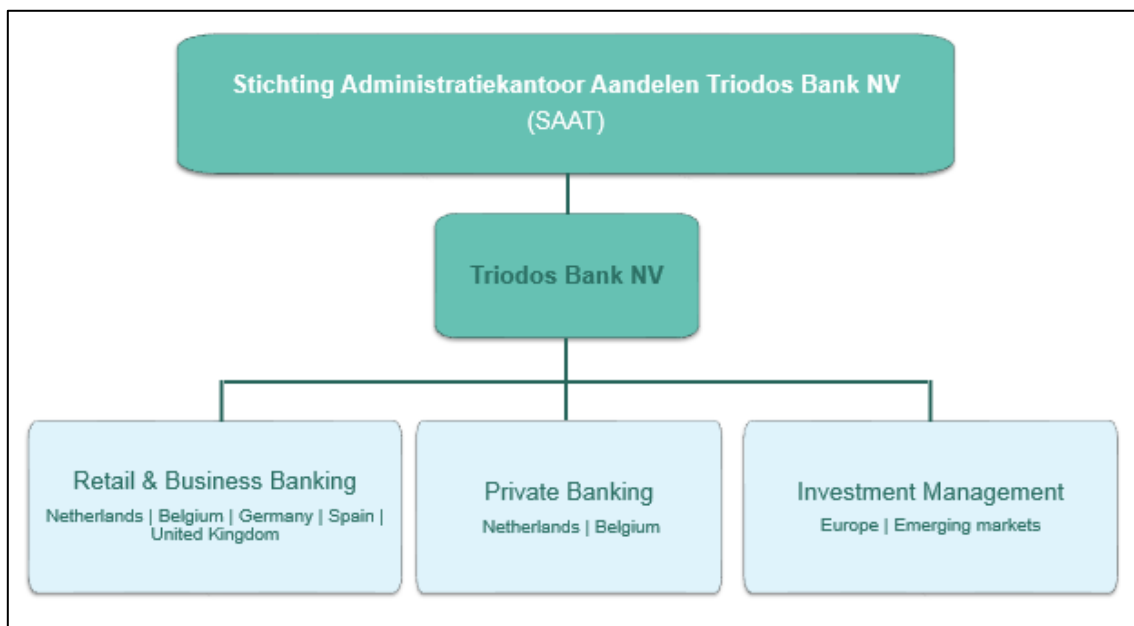 Stichting Administratiekantoor Aandelen Triodos Bank NV
(SAAT)
Triodos Bank NV
Retail & Business Banking
Netherlands | Belgium | Germany | Spain |
United Kingdom
Private Banking
Netherlands | Belgium
Investment Management
Europe | Emerging markets